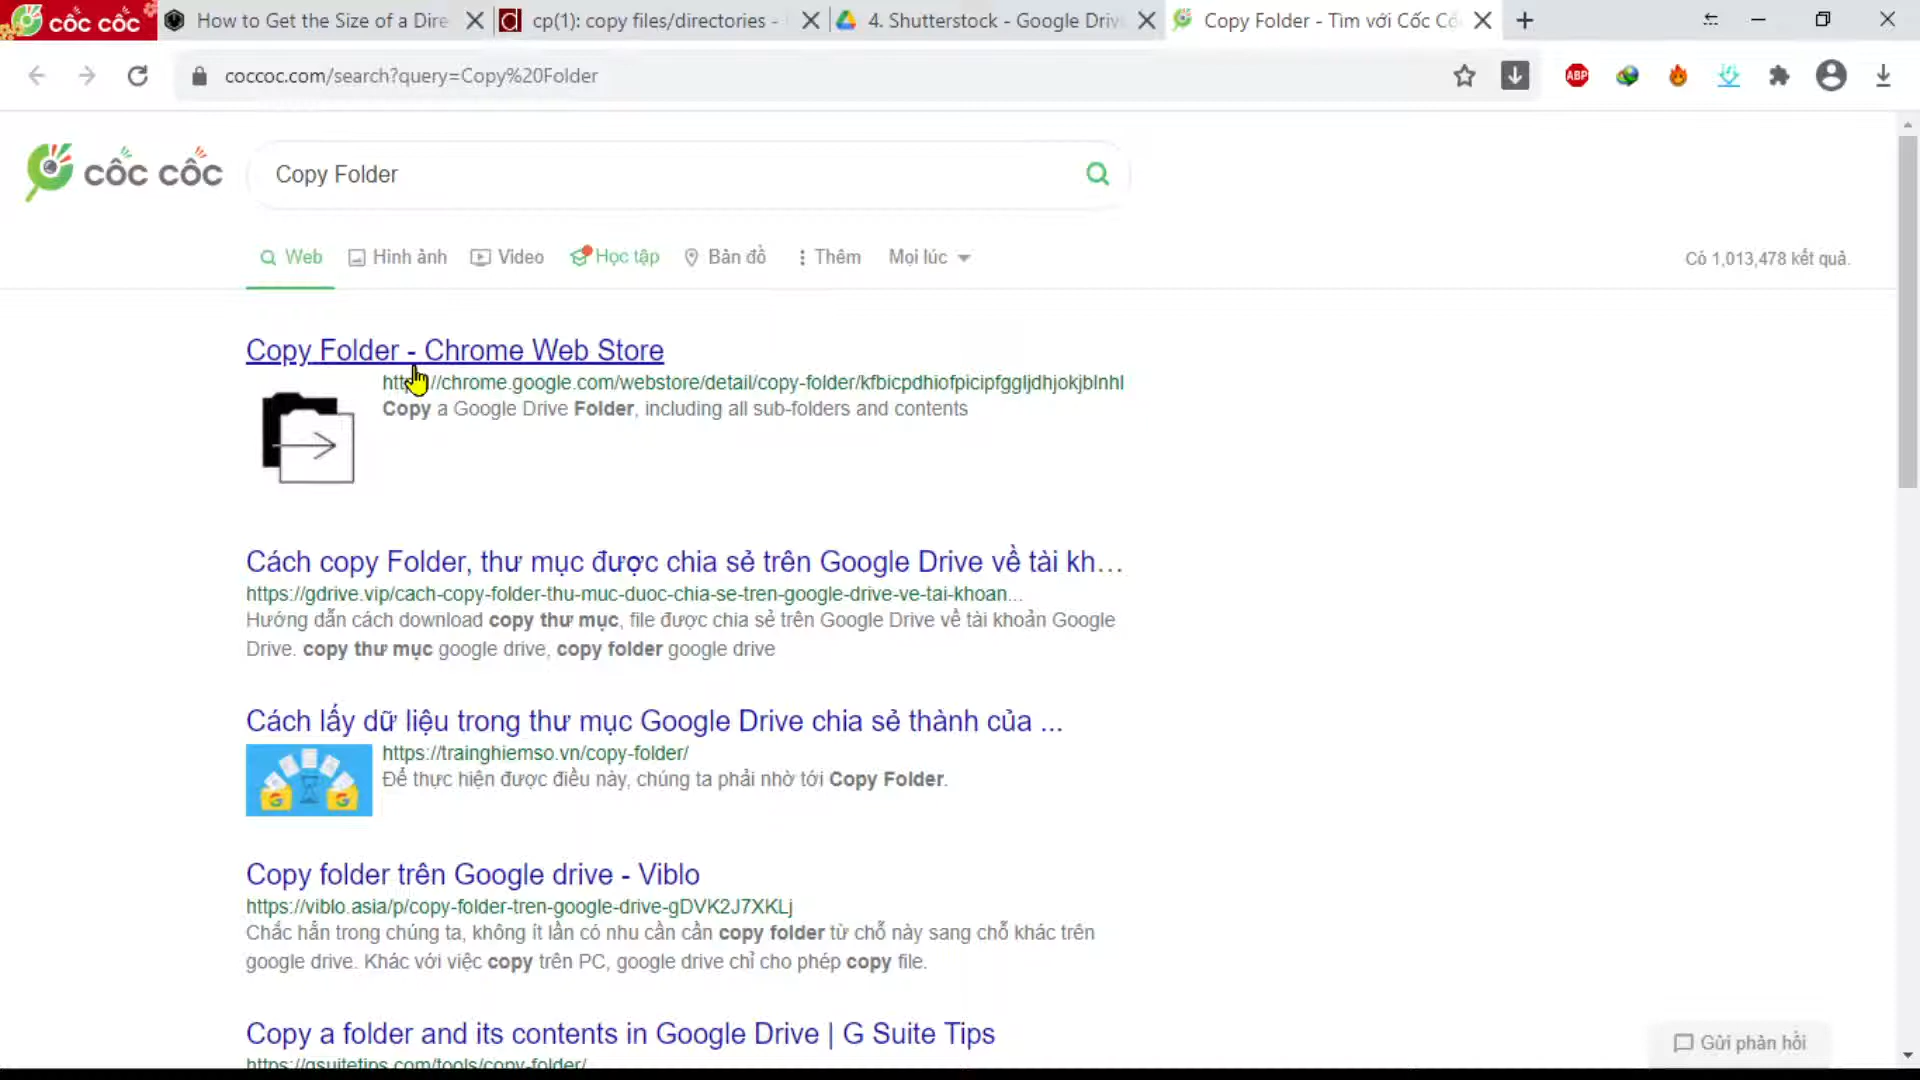 cốc cốc
How to Get the Size of a Dire
cp(1): copy files/directories -
4. Shutterstock - Google Driv
Copy Folder - Tìm với Cốc Cố
coccoc.com/search?query=Copy%20Folder
ABP
cốc cốc
Copy Folder
Web
Hình ảnh
Video
Học tập
Bản đồ
Thêm
Mọi lúc
Có 1,013,478 kết quả.
Copy Folder - Chrome Web Store
https://chrome.google.com/webstore/detail/copy-folder/kfbicpdhiofpicipfggljdhjokjblnhl
Copy a Google Drive Folder, including all sub-folders and contents
Cách copy Folder, thư mục được chia sẻ trên Google Drive về tài kh...
https://gdrive.vip/cach-copy-folder-thu-muc-duoc-chia-se-tren-google-drive-ve-tai-khoan...
Hướng dẫn cách download copy thư mục, file được chia sẻ trên Google Drive về tài khoản Google
Drive. copy thư mục google drive, copy folder google drive
Cách lấy dữ liệu trong thư mục Google Drive chia sẻ thành của ...
https://trainghiemso.vn/copy-folder/
Để thực hiện được điều này, chúng ta phải nhờ tới Copy Folder.
Copy folder trên Google drive - Viblo
https://viblo.asia/p/copy-folder-tren-google-drive-gDVK2J7XKLj
Chắc hẳn trong chúng ta, không ít lần có nhu cần cần copy folder từ chỗ này sang chỗ khác trên
google drive. Khác với việc copy trên PC, google drive chỉ cho phép copy file.
Copy a folder and its contents in Google Drive | G Suite Tips
https://gsuitetips.com/tools/copy-folder/
Gửi phản hồi